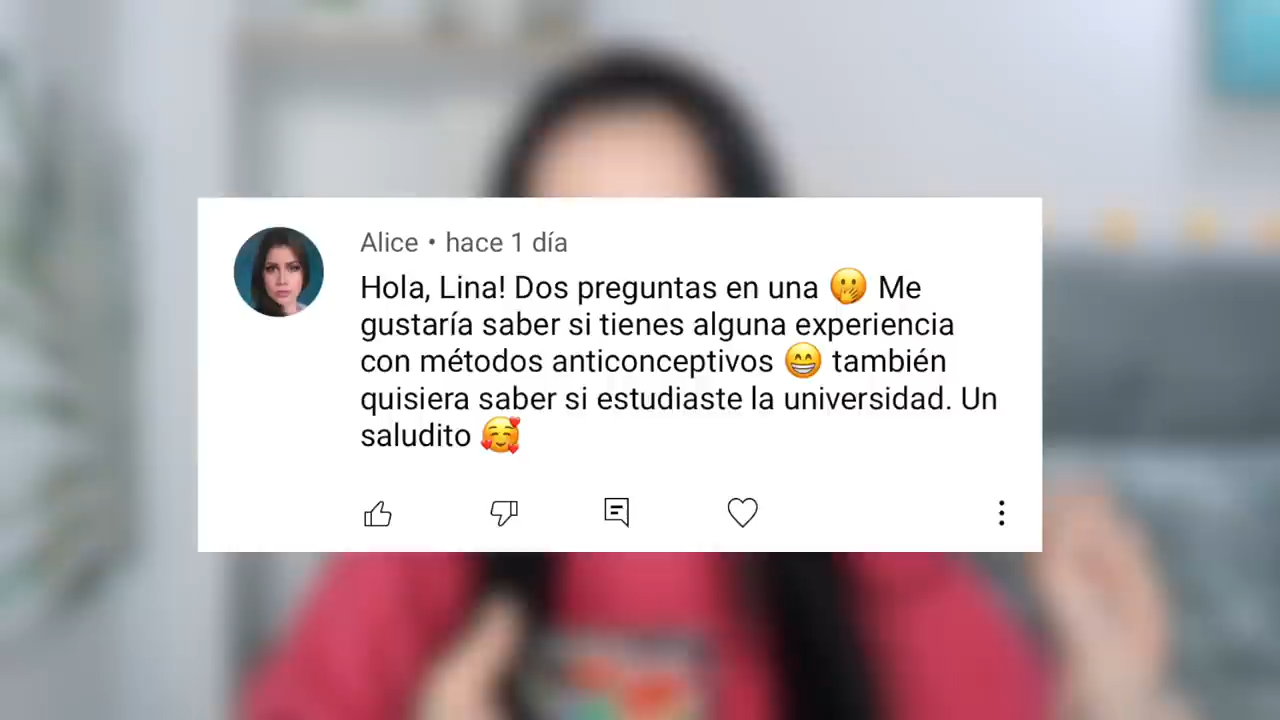 Alice • hace 1 día
Hola, Lina! Dos preguntas en una 🤭 Me
gustaría saber si tienes alguna experiencia
con métodos anticonceptivos 😁 también
quisiera saber si estudiaste la universidad. Un
saludito 🥰